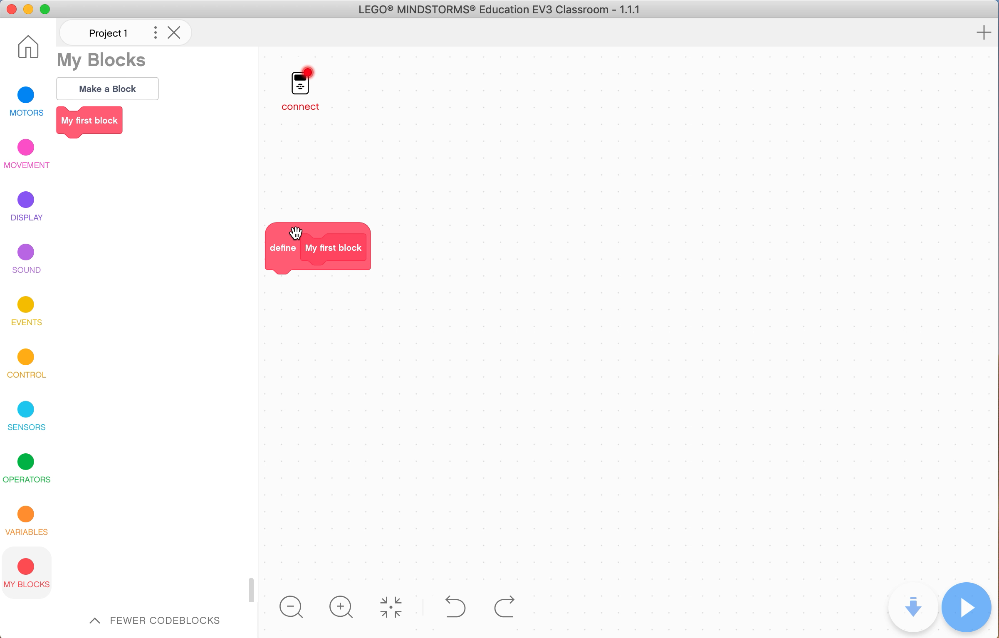 LEGO® MINDSTORMS® Education EV3 Classroom - 1.1.1
Project 1
My Blocks
Make a Block
My first block
MOTORS
MOVEMENT
DISPLAY
SOUND
EVENTS
CONTROL
SENSORS
OPERATORS
VARIABLES
MY BLOCKS
FEWER CODEBLOCKS
connect
define My first block